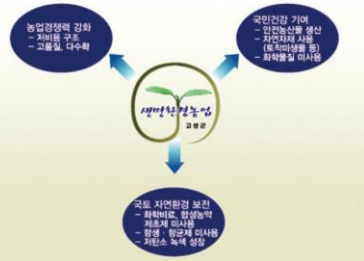 농업경쟁력 강화
- 저비용 구조
- 고품질, 다수확
국민건강 기여
- 안전농산물 생산
- 자연자재 사용
(토착미생물 등)
- 화학물질 미사용
생명환경농업
고성군
국토 자연환경 보전
- 화학비료, 합성농약
제초제 미사용
- 항생·항균제 미사용
- 저탄소 녹색 성장